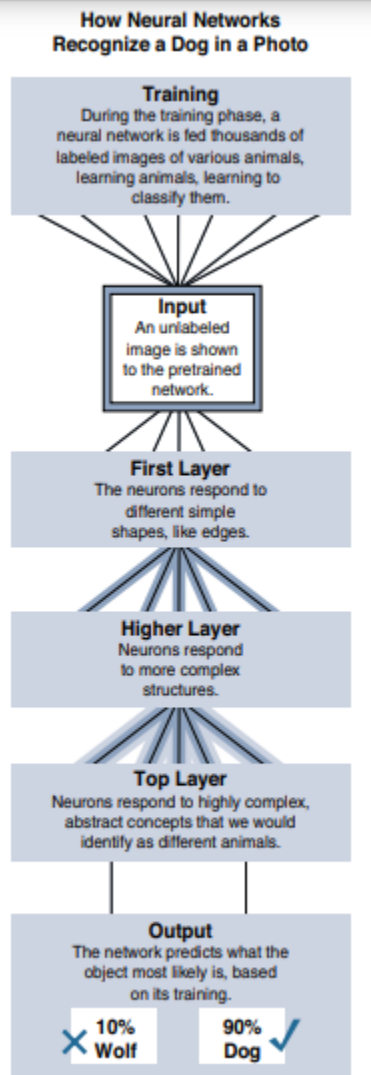 How Neural Networks
Recognize a Dog in a Photo
Training
During the training phase, a
neural network is fed thousands of
labeled images of various animals,
learning animals, learning to
classify them.
Input
An unlabeled
image is shown
to the pretrained
network.
First Layer
The neurons respond to
different simple
shapes, like edges.
Higher Layer
Neurons respond
to more complex
structures.
Top Layer
Neurons respond to highly complex,
abstract concepts that we would
identify as different animals.
Output
The network predicts what the
object most likely is, based
on its training.
10%
Wolf
90%
Dog